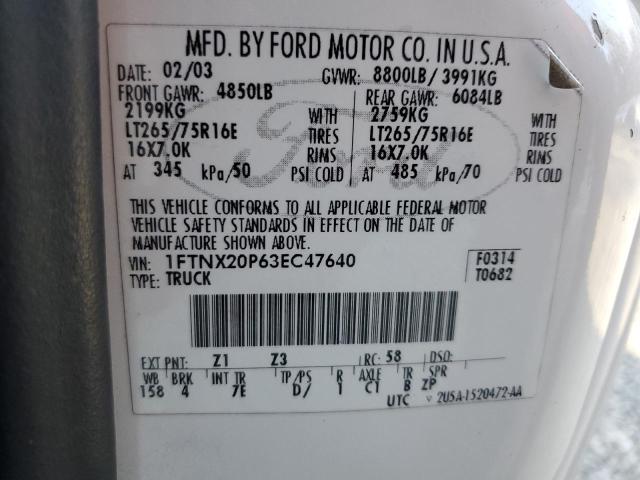 MFD. BY FORD MOTOR CO. IN U.S.A.
DATE: 02/03 GVWR: 8800LB/ 3991KG
FRONT GAWR: 4850LB REAR GAWR: 6084LB
2199KG WITH 2759KG WITH
LT265/75R16E TIRES LT265/75R16E TIRES
16X7.0K RIMS 16X7.0K RIMS
AT 345 kPa/50 PSI COLD AT 485 kPa/70 PSI COLD
Ford
THIS VEHICLE CONFORMS TO ALL APPLICABLE FEDERAL MOTOR
VEHICLE SAFETY STANDARDS IN EFFECT ON THE DATE OF
MANUFACTURE SHOWN ABOVE.
VIN: 1FTNX20P63EC47640 F0314
TYPE: TRUCK T0682
EXT PNT: Z1 Z3 RC: 58 DSO:
WB BRK INT TR TP/PS R AXLE TR SPR
158 4 7E D/ 1 C1 B ZP
UTC V 2U5A-1520472-AA